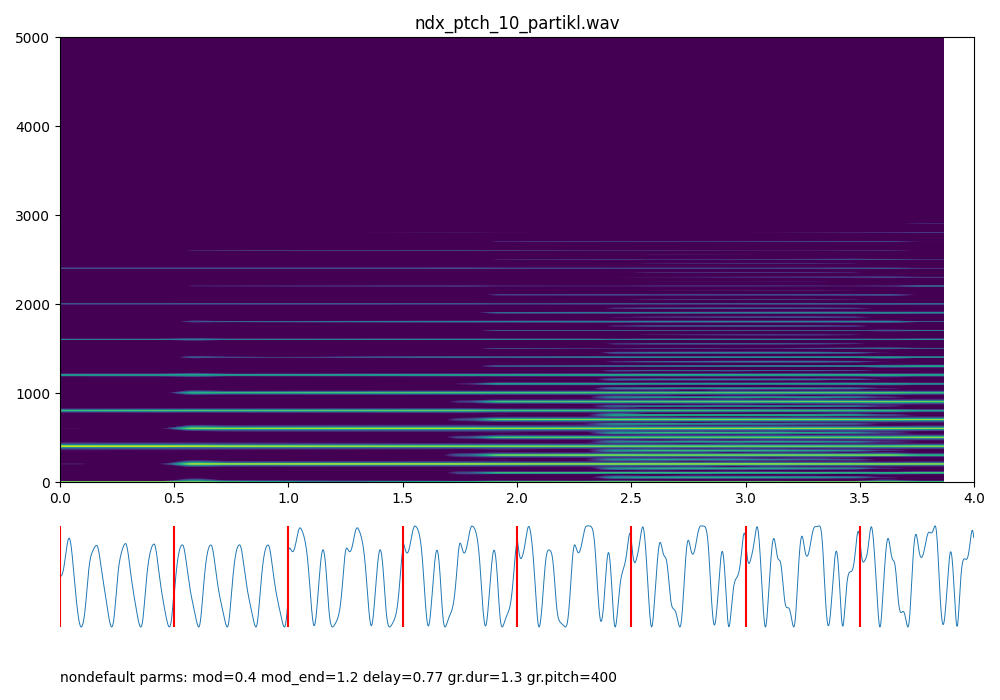 ndx_ptch_10_partikl.wav
5000
4000
3000
2000
1000
0
0.0 0.5 1.0 1.5 2.0 2.5 3.0 3.5 4.0
nondefault parms: mod=0.4 mod_end=1.2 delay=0.77 gr.dur=1.3 gr.pitch=400